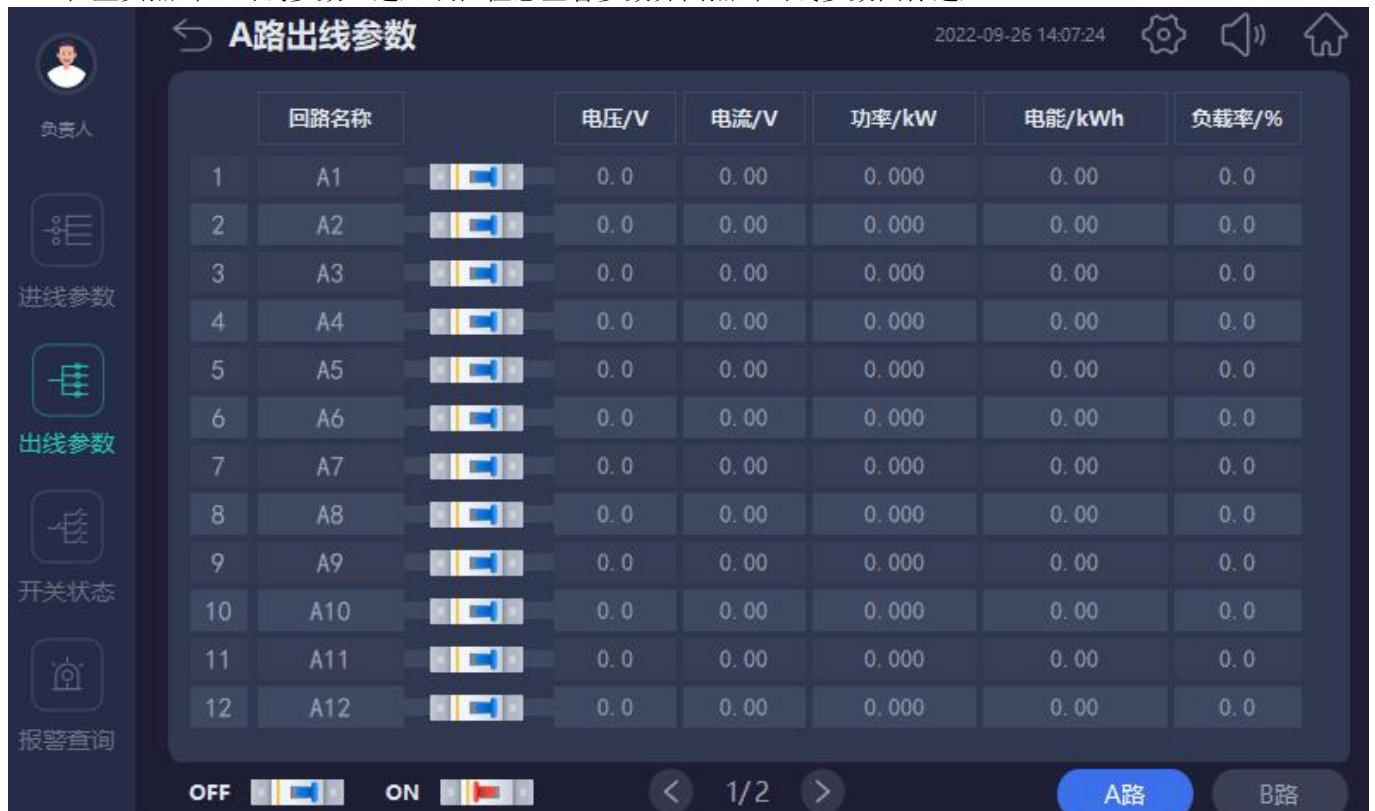 A路出线参数 2022-09-26 14:07:24
负责人
进线参数
出线参数
开关状态
报警查询
回路名称 电压/V 电流/V 功率/kW 电能/kWh 负载率/%
1 A1 0.0 0.00 0.000 0.00 0.0
2 A2 0.0 0.00 0.000 0.00 0.0
3 A3 0.0 0.00 0.000 0.00 0.0
4 A4 0.0 0.00 0.000 0.00 0.0
5 A5 0.0 0.00 0.000 0.00 0.0
6 A6 0.0 0.00 0.000 0.00 0.0
7 A7 0.0 0.00 0.000 0.00 0.0
8 A8 0.0 0.00 0.000 0.00 0.0
9 A9 0.0 0.00 0.000 0.00 0.0
10 A10 0.0 0.00 0.000 0.00 0.0
11 A11 0.0 0.00 0.000 0.00 0.0
12 A12 0.0 0.00 0.000 0.00 0.0
OFF ON 1/2 A路 B路